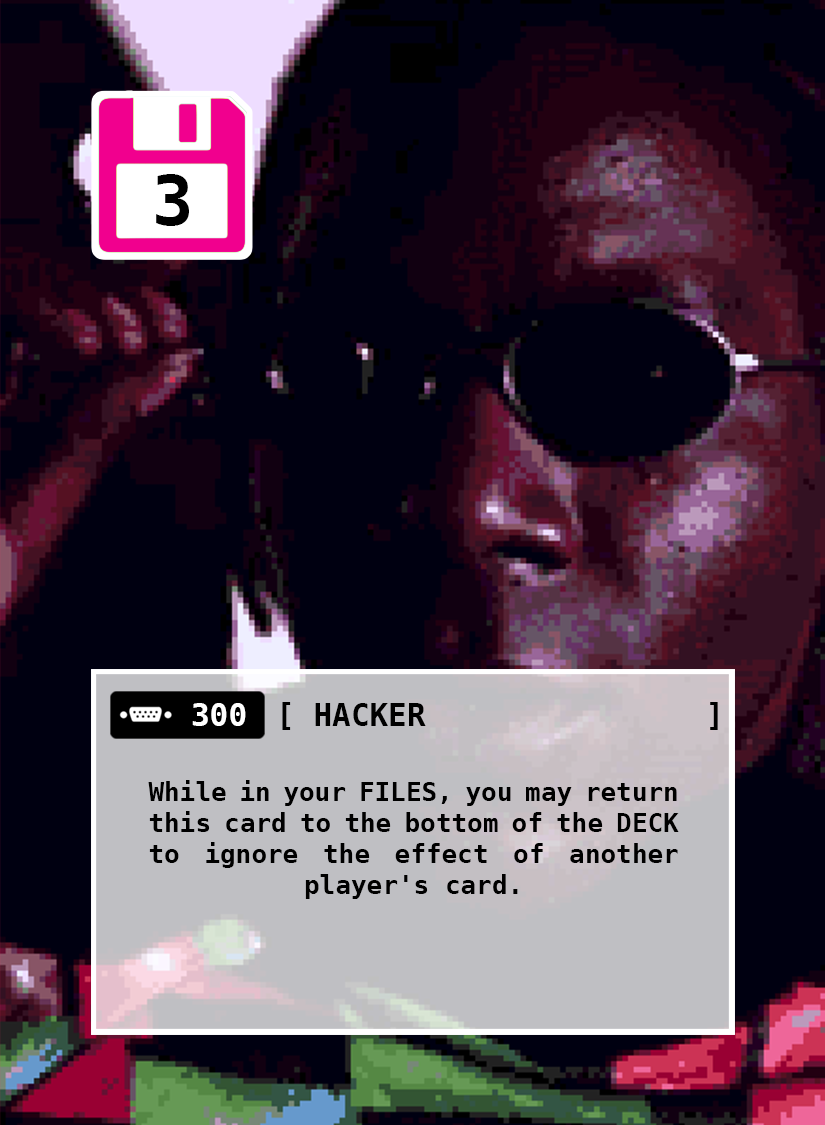 3
300 [ HACKER ]
While in your FILES, you may return
this card to the bottom of the DECK
to ignore the effect of another
player's card.